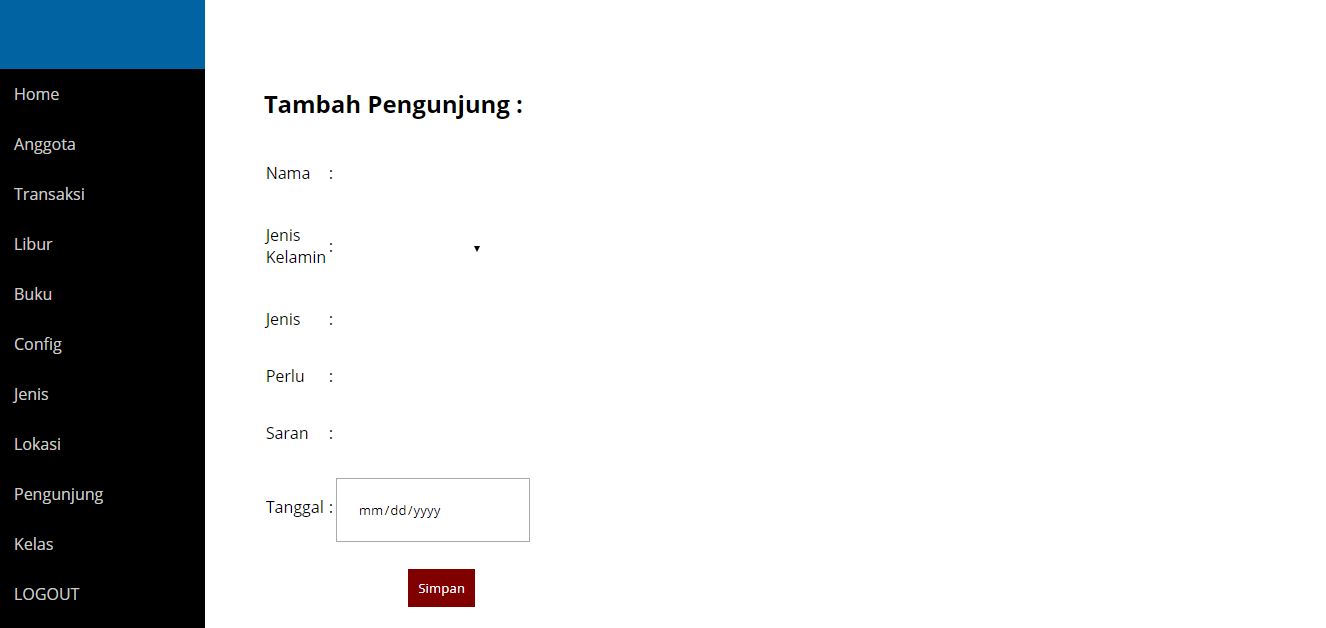 Home
Anggota
Transaksi
Libur
Buku
Config
Jenis
Lokasi
Pengunjung
Kelas
LOGOUT
Tambah Pengunjung :
Nama :
Jenis
Kelamin :
Jenis :
Perlu :
Saran :
Tanggal : mm/dd/yyyy
Simpan